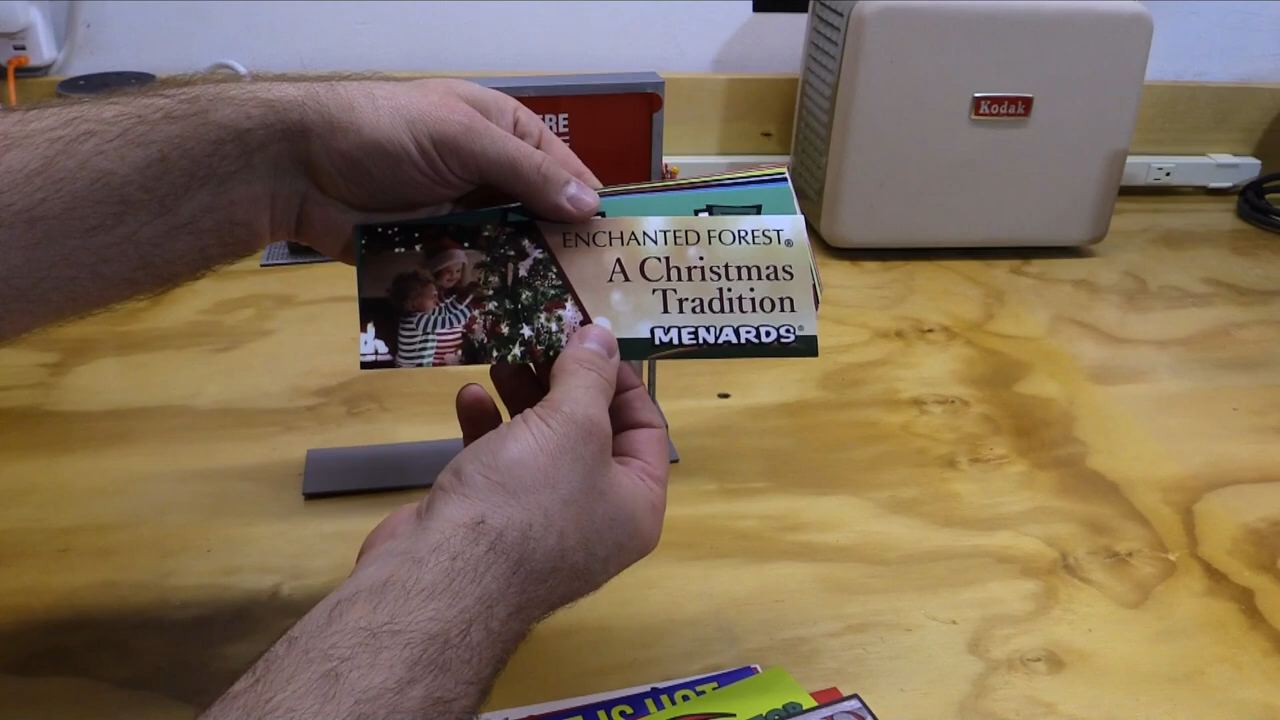 Kodak
ENCHANTED FOREST®
A Christmas
Tradition
MENARDS®